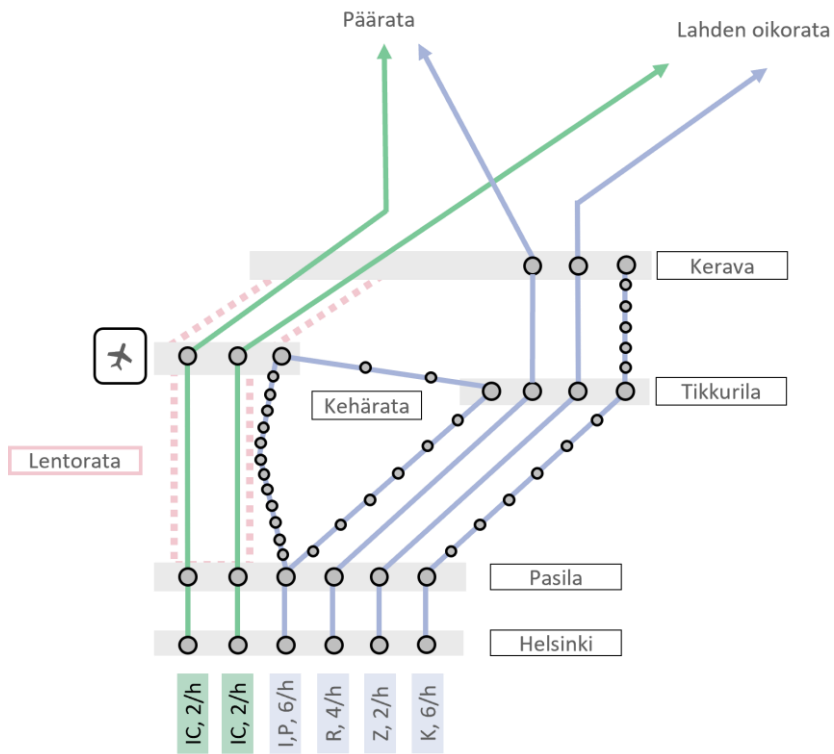 Päärata
Lahden oikorata
Kerava
Kehärata
Tikkurila
Lentorata
Pasila
Helsinki
IC, 2/h
IC, 2/h
I,P, 6/h
R, 4/h
Z, 2/h
K, 6/h